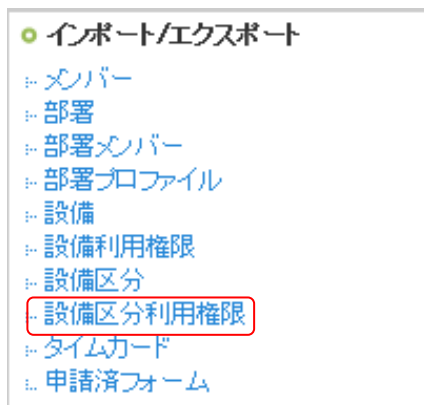 インポート/エクスポート
メンバー
部署
部署メンバー
部署プロファイル
設備
設備利用権限
設備区分
設備区分利用権限
タイムカード
申請済フォーム